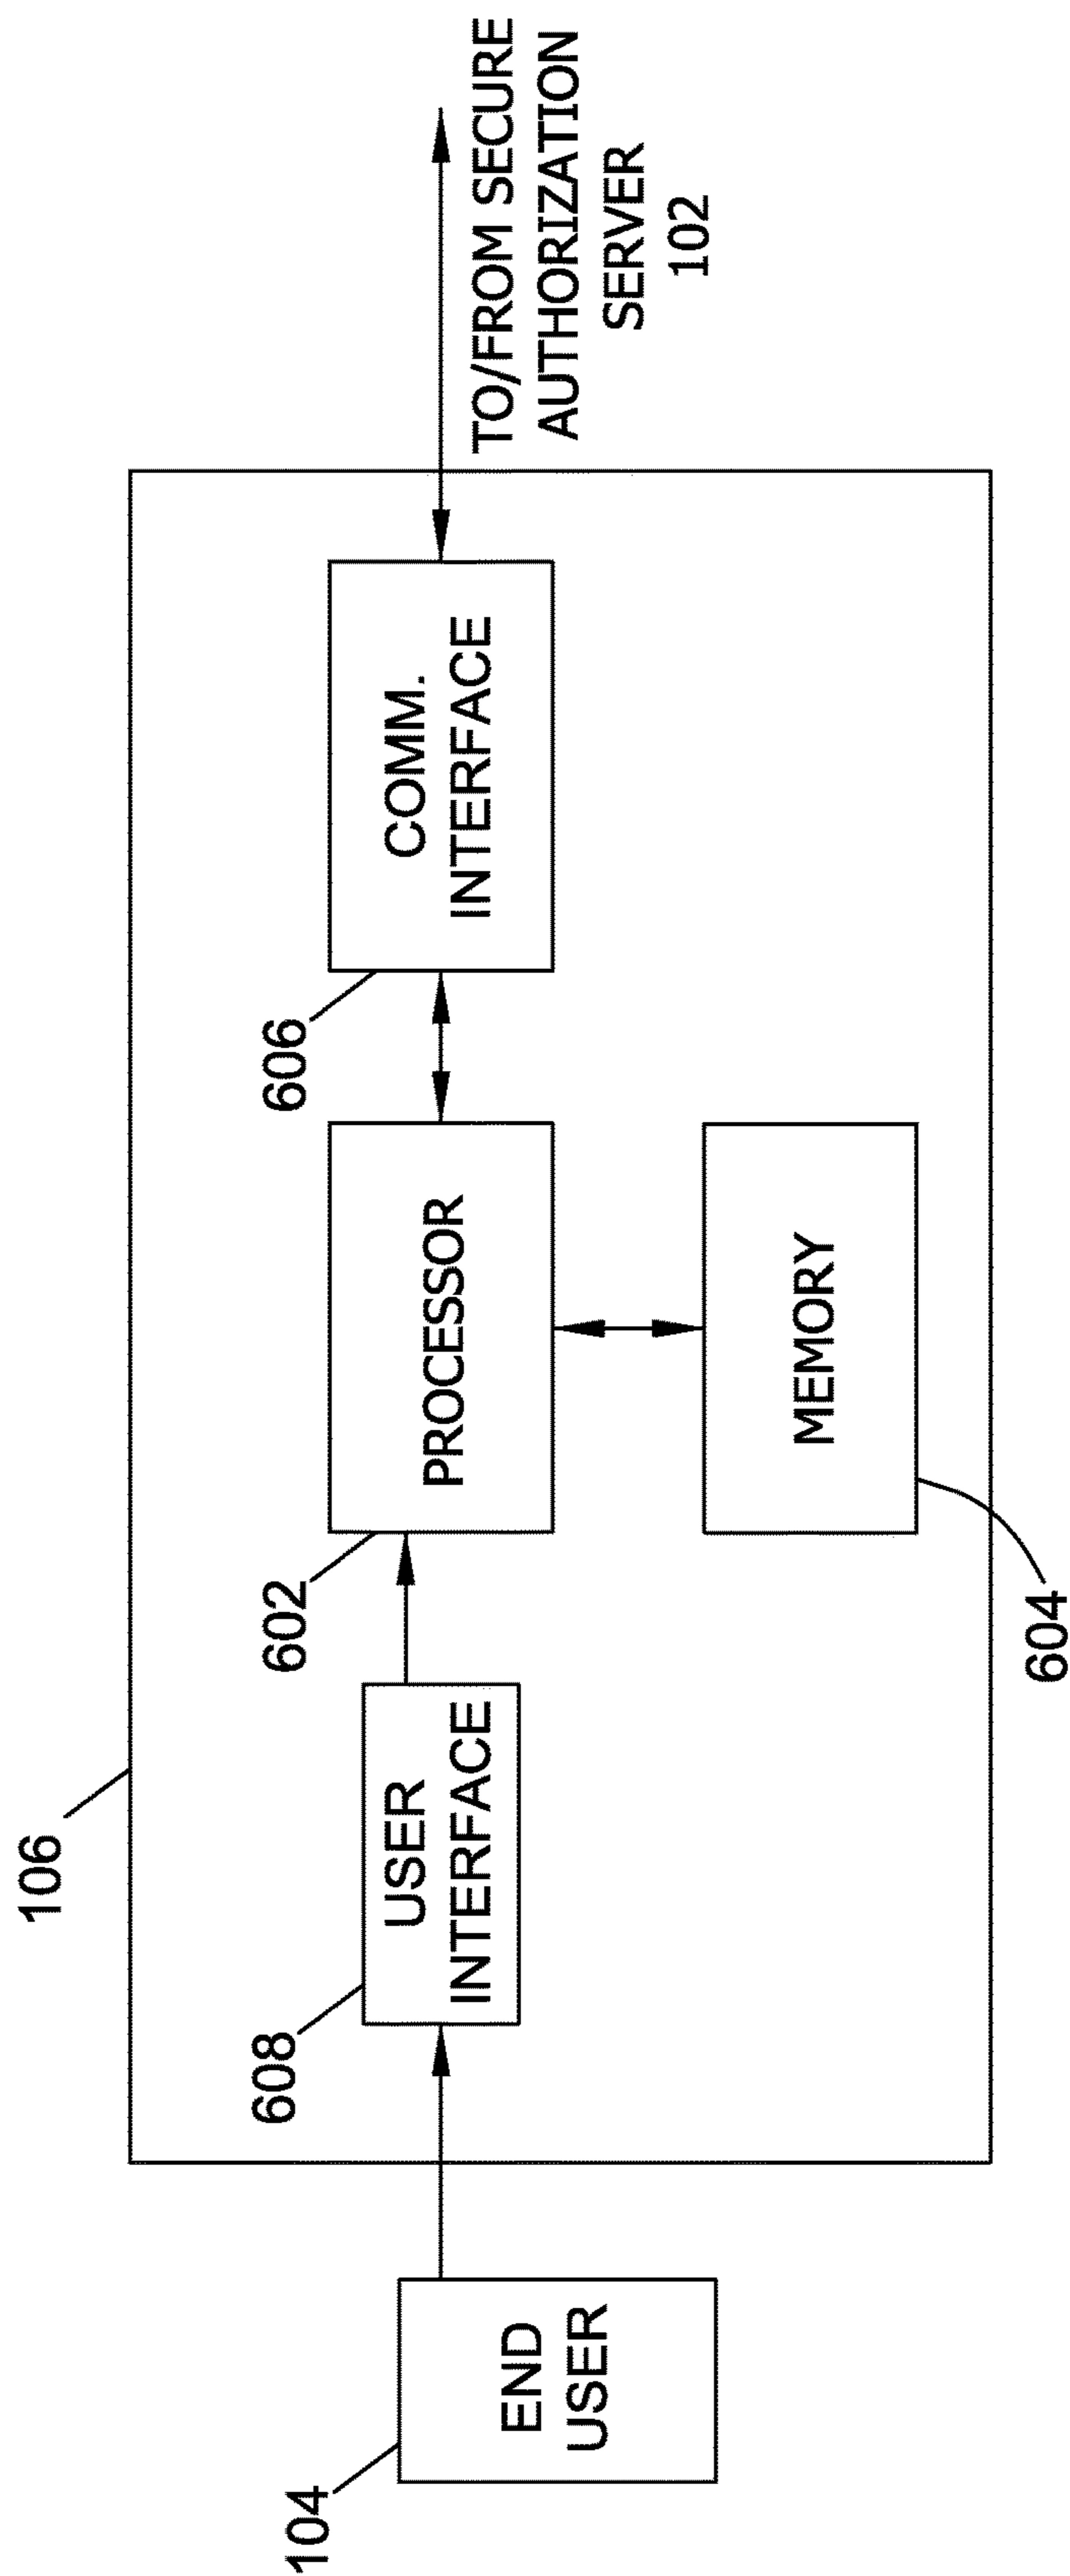 106
104
END
USER
608
USER
INTERFACE
602
PROCESSOR
604
MEMORY
606
COMM.
INTERFACE
TO/FROM SECURE
AUTHORIZATION
SERVER
102